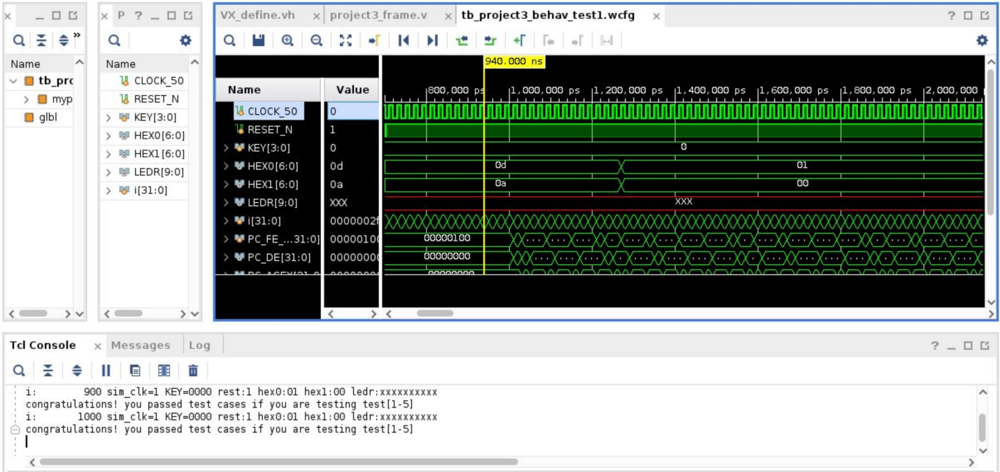 VX_define.vh × project3_frame.v × tb_project3_behav_test1.wcfg × ?
× P ? 
»
Name
tb_pro
myp
glbl
Name
CLOCK_50
RESET_N
KEY[3:0]
HEX0[6:0]
HEX1[6:0]
LEDR[9:0]
i[31:0]
940.000 ns
800,000 ps 1,000,000 ps 1,200,000 ps 1,400,000 ps 1,600,000 ps 1,800,000 ps 2,000,000
Name Value
CLOCK_50 0
RESET_N 1
KEY[3:0] 0 0
HEX0[6:0] 0d 0d 01
HEX1[6:0] 0a 0a 00
LEDR[9:0] XXX XXX
i[31:0] 0000002f
PC_FE_...31:0] 00000100 00000100
PC_DE[31:0] 00000000 00000000
Tcl Console × Messages Log ?
i: 900 sim_clk=1 KEY=0000 rest:1 hex0:01 hex1:00 ledr:xxxxxxxxxx
congratulations! you passed test cases if you are testing test[1-5]
i: 1000 sim_clk=1 KEY=0000 rest:1 hex0:01 hex1:00 ledr:xxxxxxxxxx
congratulations! you passed test cases if you are testing test[1-5]